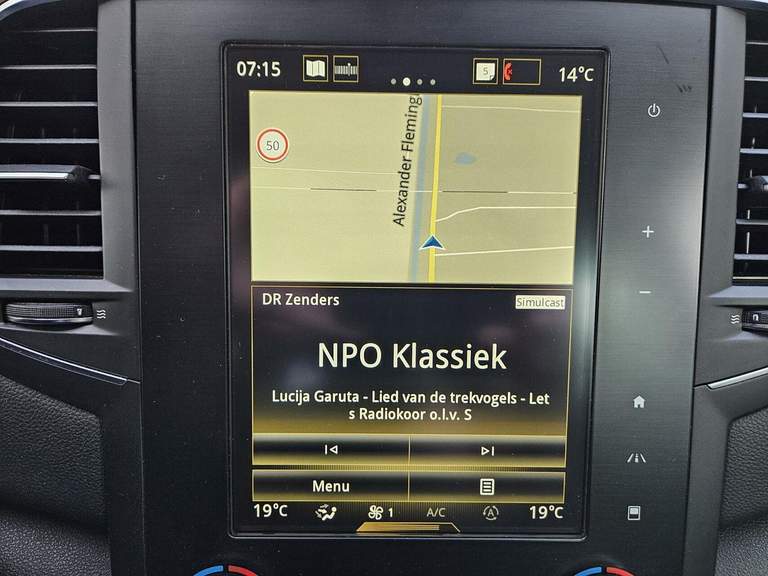 07:15
5
14°C
50
Alexander Fleming
DR Zenders
Simulcast
NPO Klassiek
Lucija Garuta - Lied van de trekvogels - Let
s Radiokoor o.l.v. S
Menu
19°C
1
A/C
A
19°C